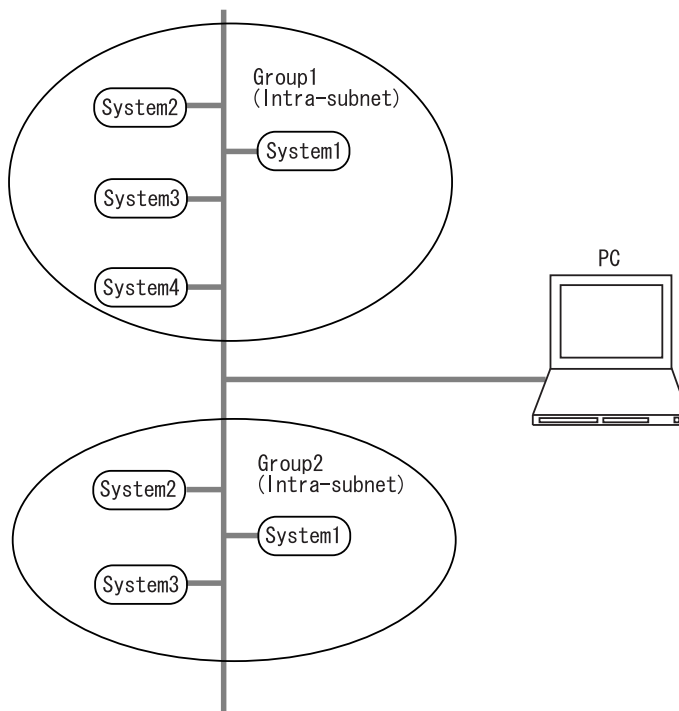 Group1
(Intra-subnet)
System2
System1
System3
System4
PC
Group2
(Intra-subnet)
System2
System1
System3